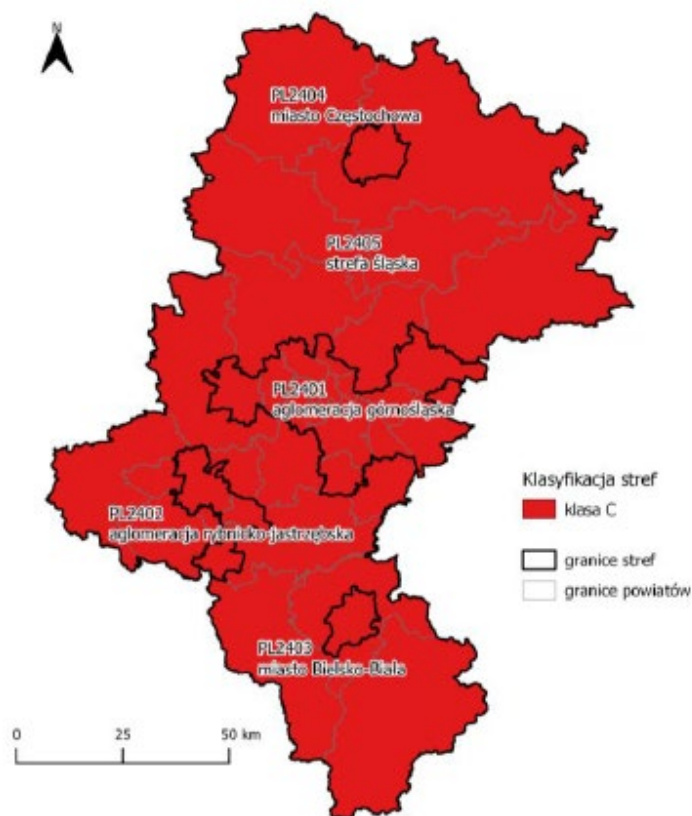 N
PL2404
miasto Częstochowa
PL2405
strefa śląska
PL2401
aglomeracja górnośląska
PL2402
aglomeracja rybnicko-jastrzębska
PL2403
miasto Bielsko-Biała
Klasyfikacja stref
klasa C
granice stref
granice powiatów
0 25 50 km